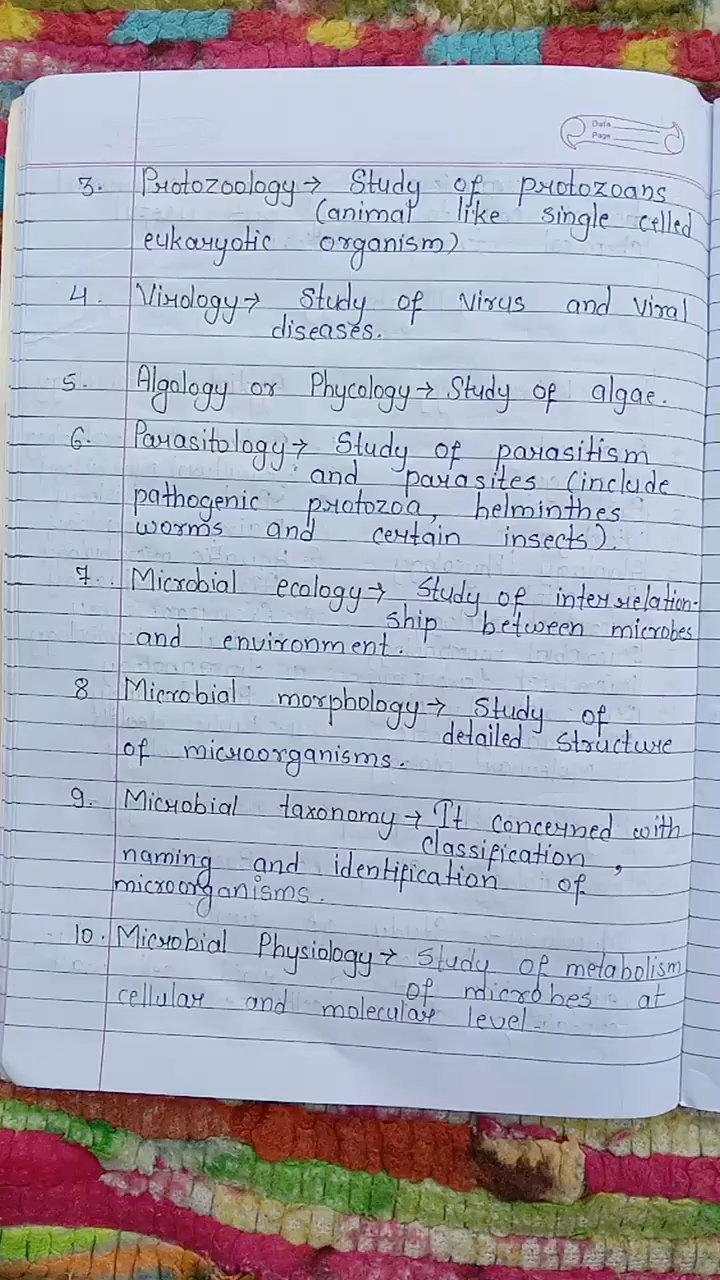 Date
Page
3. Protozoology → Study of protozoans
(animal like single celled
eukaryotic organism)
4. Virology → Study of virus and viral
diseases.
5. Algology or Phycology → Study of algae.
6. Parasitology → Study of parasitism
and parasites (include
pathogenic protozoa, helminthes
worms and certain insects).
7. Microbial ecology → Study of interrelation-
ship between microbes
and environment.
8 Microbial morphology → Study of
detailed structure
of microorganisms.
9. Microbial taxonomy → It concerned with
classification,
naming and identification of
microorganisms.
10. Microbial Physiology → Study of metabolism
of microbes at
cellular and molecular level.